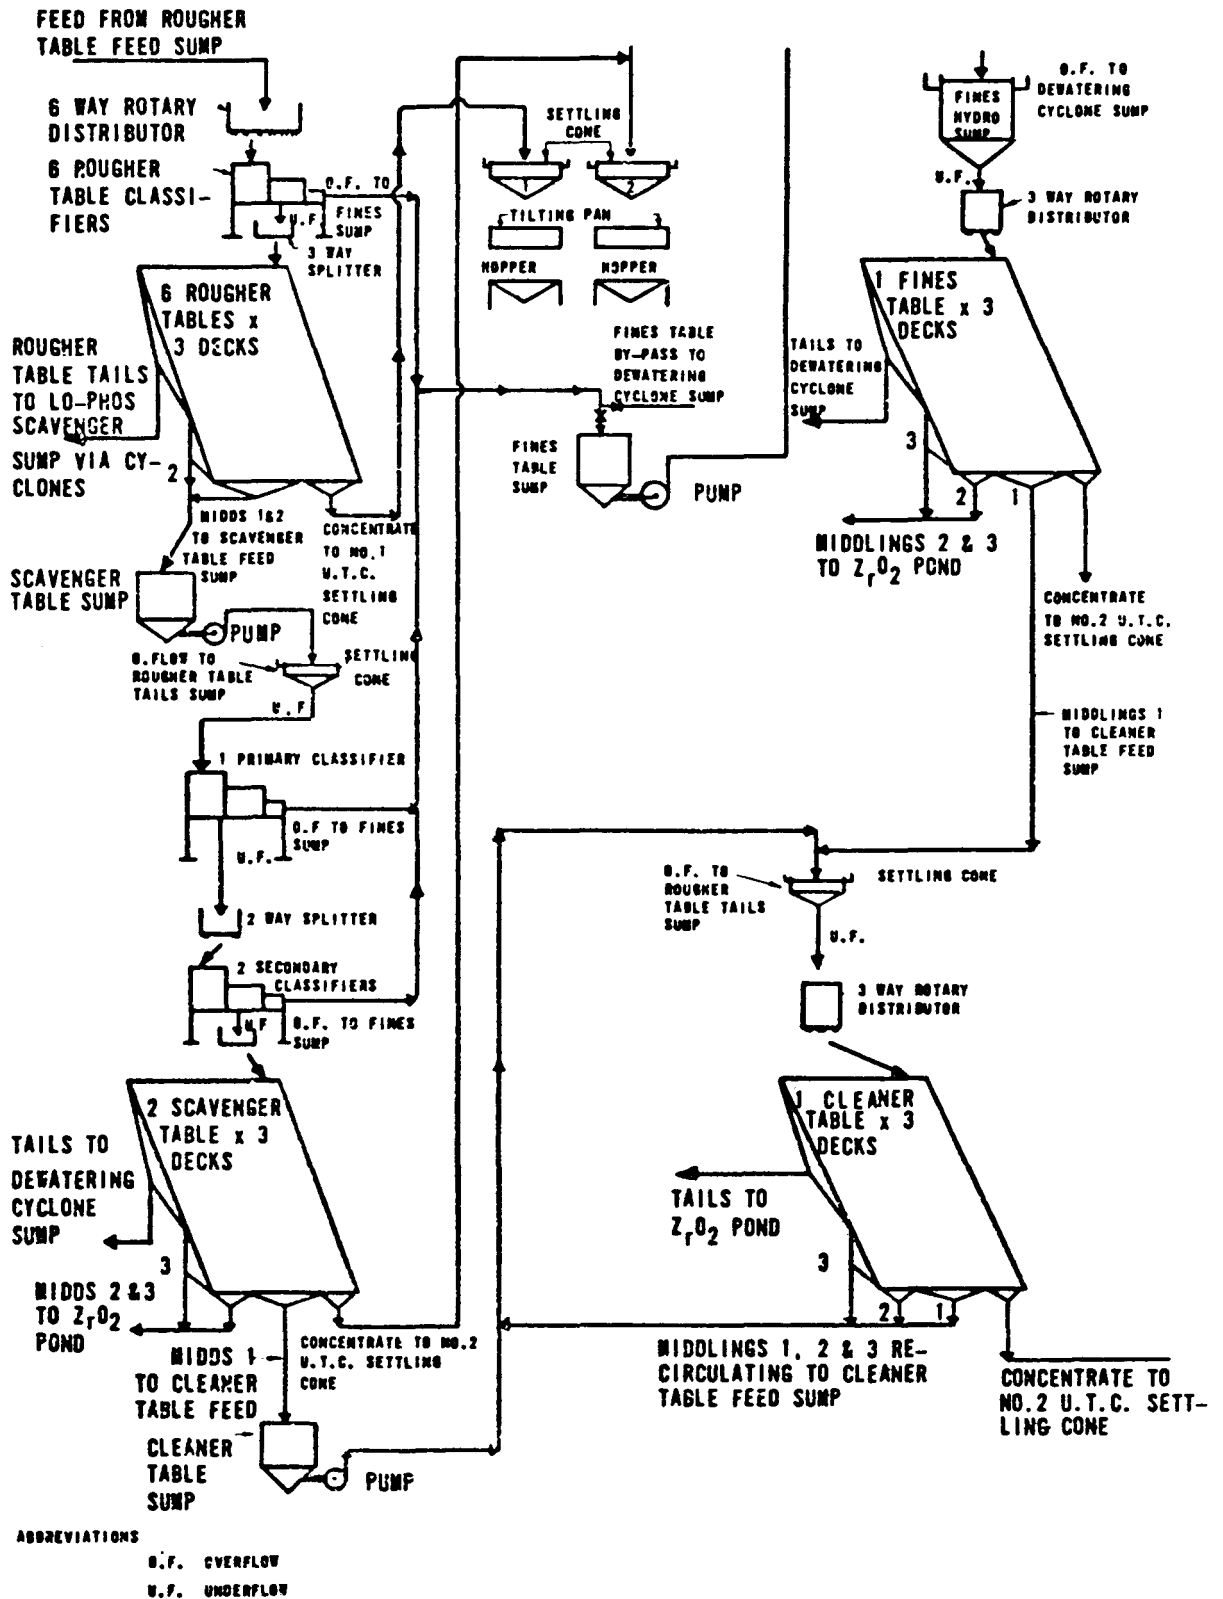 FEED FROM ROUGHER
TABLE FEED SUMP
6 WAY ROTARY
DISTRIBUTOR
6 ROUGHER
TABLE CLASSI-
FIERS
O.F. TO
FINES
SUMP
U.F.
3 WAY
SPLITTER
6 ROUGHER
TABLES x
3 DECKS
ROUGHER
TABLE TAILS
TO LO-PHOS
SCAVENGER
SUMP VIA CY-
CLONES
2
MIDDS 1&2
TO SCAVENGER
TABLE FEED
SUMP
CONCENTRATE
TO NO.1
U.T.C.
SETTLING
CONE
SCAVENGER
TABLE SUMP
PUMP
O.FLOW TO
ROUGHER TABLE
TAILS SUMP
SETTLING
CONE
U.F
1 PRIMARY CLASSIFIER
O.F TO FINES
SUMP
U.F.
2 WAY SPLITTER
2 SECONDARY
CLASSIFIERS
U.F
O.F. TO FINES
SUMP
2 SCAVENGER
TABLE x 3
DECKS
TAILS TO
DEWATERING
CYCLONE
SUMP
3
MIDDS 2&3
TO ZrO2
POND
MIDDS 1
TO CLEANER
TABLE FEED
CONCENTRATE TO NO.2
U.T.C. SETTLING
CONE
CLEANER
TABLE
SUMP
PUMP
SETTLING
CONE
1
2
TILTING PAN
HOPPER
HOPPER
FINES TABLE
BY-PASS TO
DEWATERING
CYCLONE SUMP
FINES
TABLE
SUMP
PUMP
FINES
HYDRO
SUMP
O.F. TO
DEWATERING
CYCLONE SUMP
U.F.
3 WAY ROTARY
DISTRIBUTOR
1 FINES
TABLE x 3
DECKS
TAILS TO
DEWATERING
CYCLONE
SUMP
3
2
1
MIDDLINGS 2 & 3
TO ZrO2 POND
CONCENTRATE
TO NO.2 U.T.C.
SETTLING CONE
MIDDLINGS 1
TO CLEANER
TABLE FEED
SUMP
O.F. TO
ROUGHER
TABLE TAILS
SUMP
SETTLING CONE
U.F.
3 WAY ROTARY
DISTRIBUTOR
1 CLEANER
TABLE x 3
DECKS
TAILS TO
ZrO2 POND
3
2
1
MIDDLINGS 1, 2 & 3 RE-
CIRCULATING TO CLEANER
TABLE FEED SUMP
CONCENTRATE TO
NO.2 U.T.C. SETT-
LING CONE
ABBREVIATIONS
O.F. OVERFLOW
U.F. UNDERFLOW